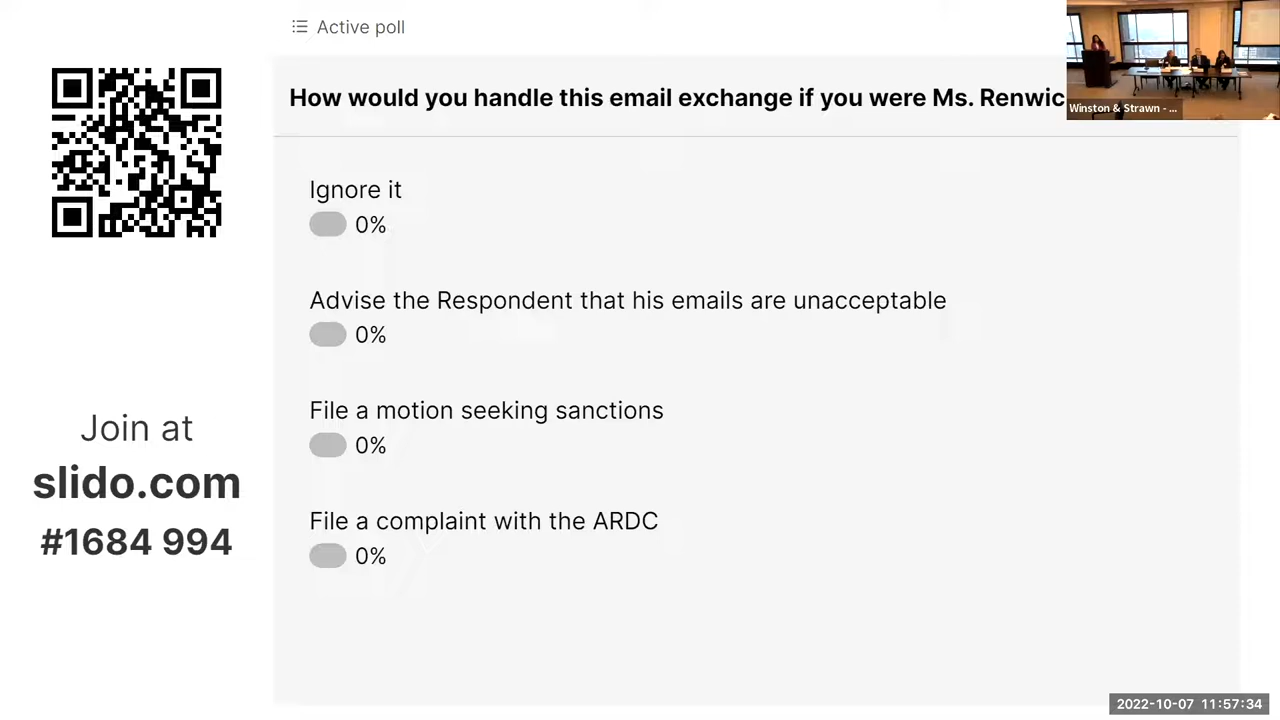 Active poll
How would you handle this email exchange if you were Ms. Renwic
Winston & Strawn - ...
Ignore it
0%
Advise the Respondent that his emails are unacceptable
0%
File a motion seeking sanctions
0%
File a complaint with the ARDC
0%
Join at
slido.com
#1684 994
2022-10-07 11:57:34